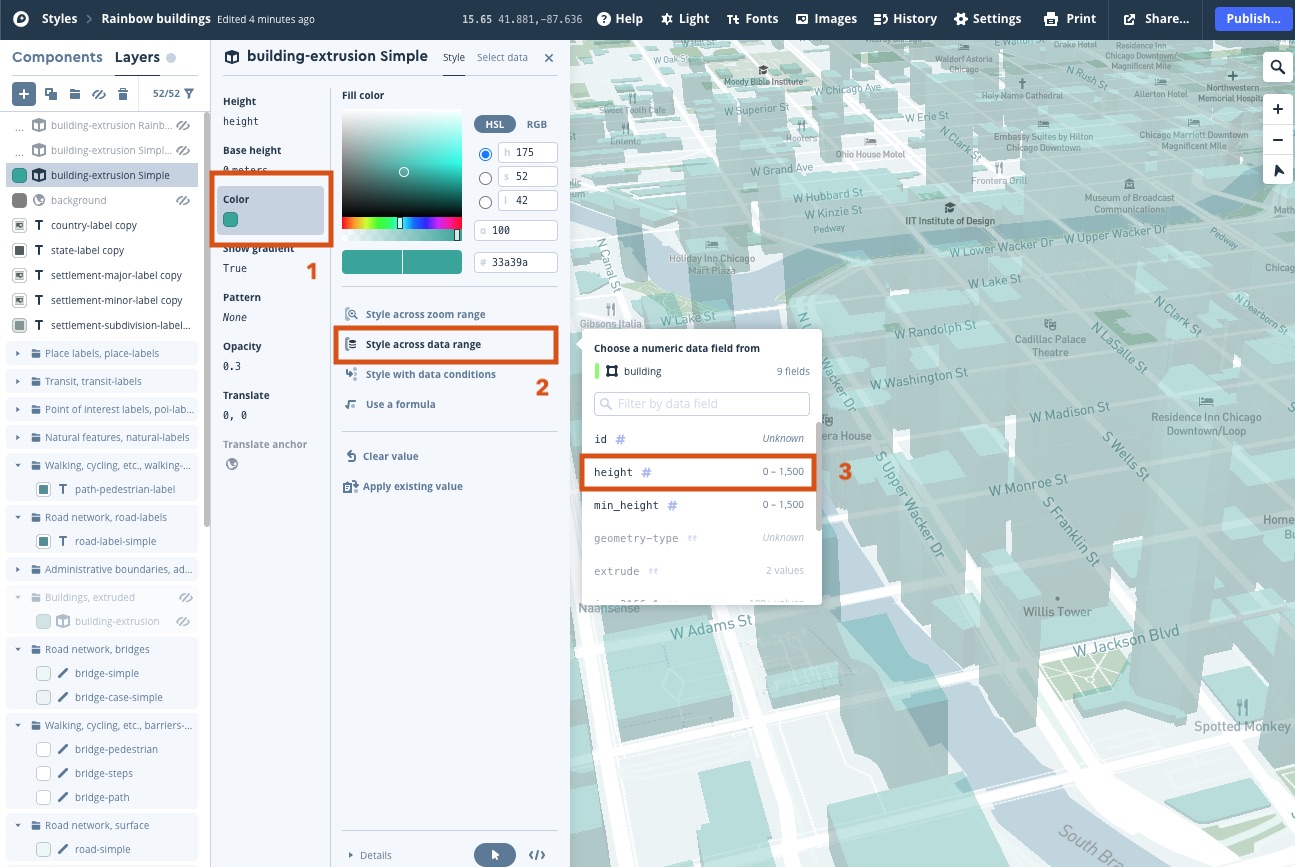 Styles > Rainbow buildings Edited 4 minutes ago 15.65 41.881,-87.636 Help Light Fonts Images History Settings Print Share... Publish...
Components Layers
52/52
... building-extrusion Rainb...
... building-extrusion Simpl...
building-extrusion Simple
background
country-label copy
state-label copy
settlement-major-label copy
settlement-minor-label copy
settlement-subdivision-label...
Place labels, place-labels
Transit, transit-labels
Point of interest labels, poi-lab...
Natural features, natural-labels
Walking, cycling, etc., walking-...
path-pedestrian-label
Road network, road-labels
road-label-simple
Administrative boundaries, ad...
Buildings, extruded
building-extrusion
Road network, bridges
bridge-simple
bridge-case-simple
Walking, cycling, etc., barriers-...
bridge-pedestrian
bridge-steps
bridge-path
Road network, surface
road-simple
building-extrusion Simple Style Select data
Height
height
Base height
0 meters
Color
Show gradient
True
1
Pattern
None
Opacity
0.3
Translate
0, 0
Translate anchor
Fill color
HSL RGB
h 175
s 52
l 42
a 100
# 33a39a
Style across zoom range
Style across data range
Style with data conditions
2
Use a formula
Clear value
Apply existing value
Details
Choose a numeric data field from
building 9 fields
Filter by data field
id # Unknown
height # 0 – 1,500
3
min_height # 0 – 1,500
geometry-type Unknown
extrude 2 values
W Oak St
Moody Bible Institute
Waldorf Astoria
Chicago
Drake Hotel
Residence Inn
Chicago Downtown/
Magnificent Mile
N Rush St
Sweet Tooth Cafe
W Chicago Ave
Holy Name Cathedral
Allerton Hotel
Northwestern
Memorial Hospita
W Superior St
Entente
Hooters
W Erie St
N Clark St
Embassy Suites by Hilton
Chicago Downtown
Chicago Marriott Downtown
Magnificent Mile
Ohio House Motel
W Grand Ave
Frontera Grill
W Hubbard St
W Kinzie St
Pedway
IIT Institute of Design
Museum of Broadcast
Communications
N Canal St
Holiday Inn Chicago
Mart Plaza
W Lower Wacker Dr
W Upper Wacker Dr
Pedway
W Lake St
Gibsons Italia
W Lake St
N Clark St
N Dearborn St
W Randolph St
Cadillac Palace
Theatre
N LaSalle St
W Washington St
W Madison St
Residence Inn Chicago
Downtown/Loop
S Wells St
W Monroe St
S Upper Wacker Dr
S Franklin St
Naansense
Willis Tower
W Adams St
W Jackson Blvd
Spotted Monkey
South Bra